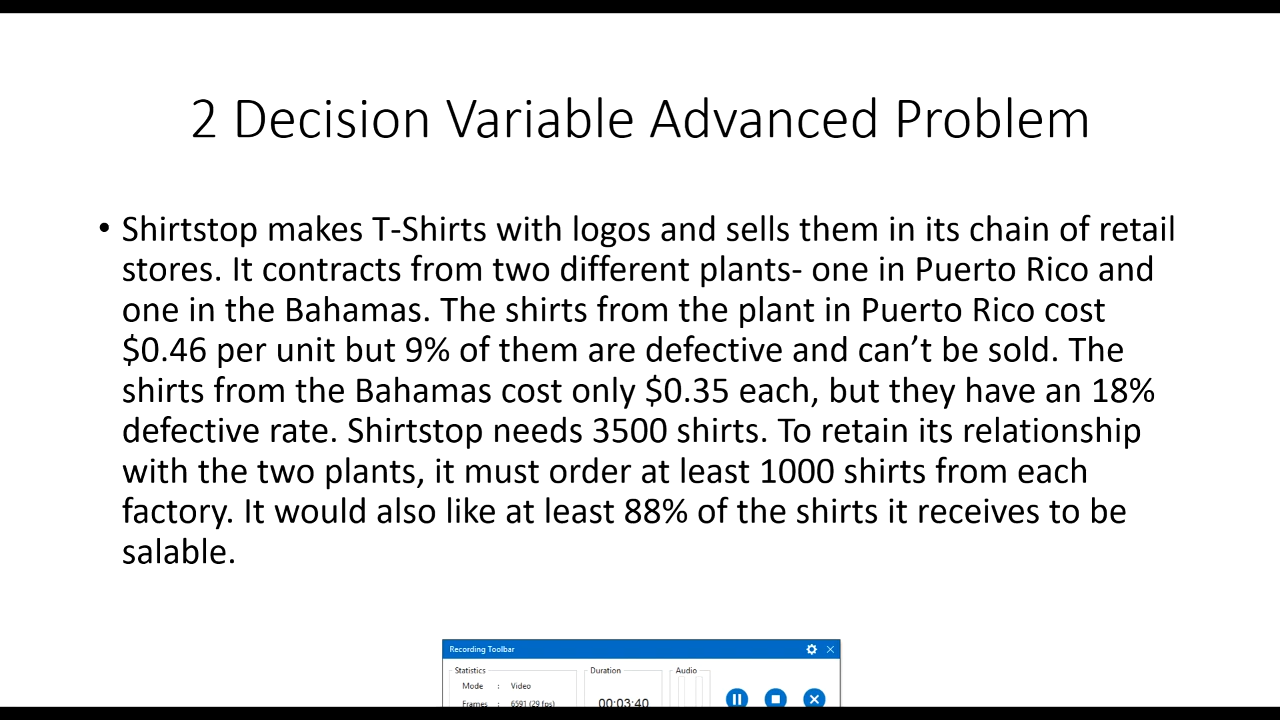 2 Decision Variable Advanced Problem
• Shirtstop makes T-Shirts with logos and sells them in its chain of retail
stores. It contracts from two different plants- one in Puerto Rico and
one in the Bahamas. The shirts from the plant in Puerto Rico cost
$0.46 per unit but 9% of them are defective and can’t be sold. The
shirts from the Bahamas cost only $0.35 each, but they have an 18%
defective rate. Shirtstop needs 3500 shirts. To retain its relationship
with the two plants, it must order at least 1000 shirts from each
factory. It would also like at least 88% of the shirts it receives to be
salable.
Recording Toolbar
Statistics Duration Audio
Mode : Video
Frames : 6591 (29 fps) 00:03:40